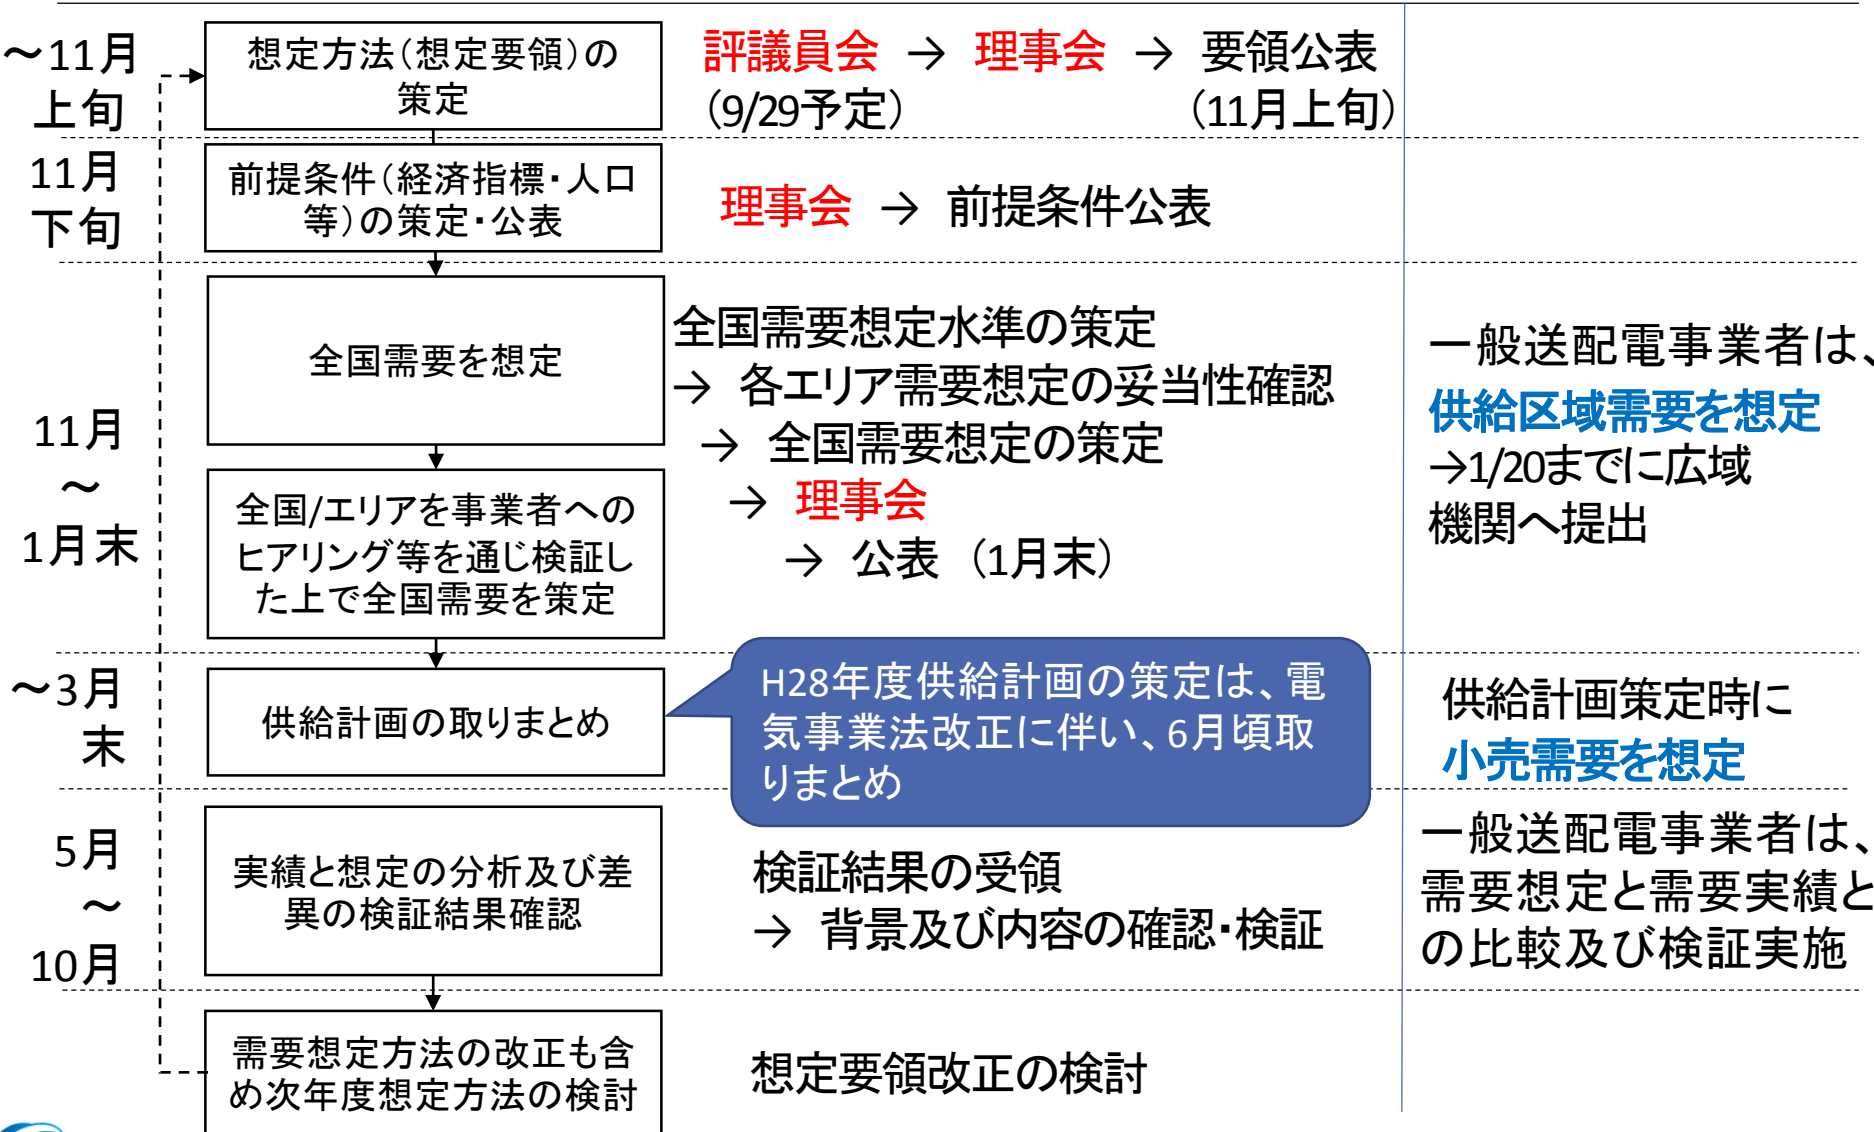 ～11月
上旬
想定方法（想定要領）の
策定
評議員会 → 理事会 → 要領公表
（9/29予定）
（11月上旬）
11月
下旬
前提条件（経済指標・人口
等）の策定・公表
理事会 → 前提条件公表
11月
～
1月末
全国需要を想定
全国/エリアを事業者への
ヒアリング等を通じ検証し
た上で全国需要を策定
全国需要想定水準の策定
→ 各エリア需要想定の妥当性確認
→ 全国需要想定の策定
→ 理事会
→ 公表（1月末）
一般送配電事業者は、
供給区域需要を想定
→1/20までに広域
機関へ提出
～3月
末
供給計画の取りまとめ
H28年度供給計画の策定は、電
気事業法改正に伴い、6月頃取
りまとめ
供給計画策定時に
小売需要を想定
5月
～
10月
実績と想定の分析及び差
異の検証結果確認
検証結果の受領
→ 背景及び内容の確認・検証
一般送配電事業者は、
需要想定と需要実績と
の比較及び検証実施
需要想定方法の改正も含
め次年度想定方法の検討
想定要領改正の検討